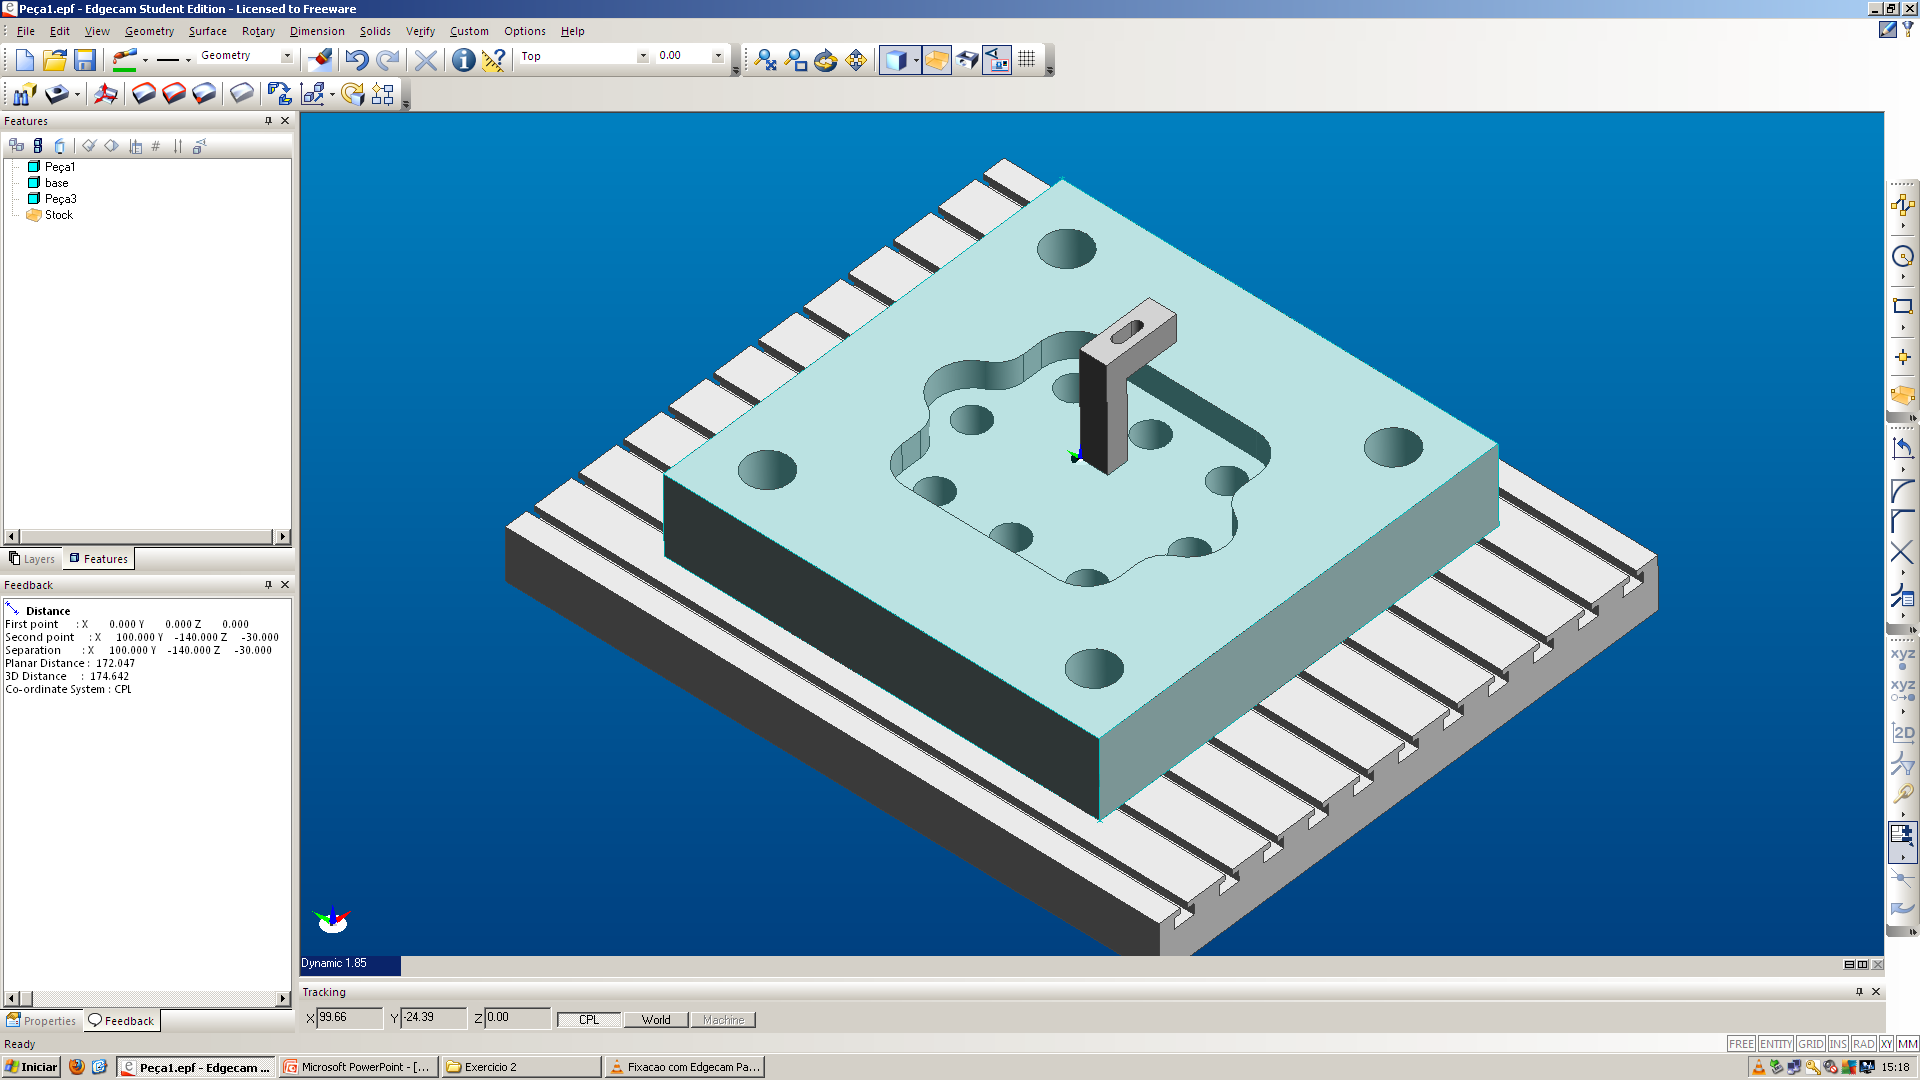 Peça1.epf - Edgecam Student Edition - Licensed to Freeware
File Edit View Geometry Surface Rotary Dimension Solids Verify Custom Options Help
Geometry Top 0.00
Features
Peça1
base
Peça3
Stock
Layers Features
Feedback
Distance
First point : X 0.000 Y 0.000 Z 0.000
Second point : X 100.000 Y -140.000 Z -30.000
Separation : X 100.000 Y -140.000 Z -30.000
Planar Distance : 172.047
3D Distance : 174.642
Co-ordinate System : CPL
Properties Feedback
xyz
xyz
2D
Dynamic 1.85
Tracking
X 99.66 Y -24.39 Z 0.00 CPL World Machine
Ready
FREE ENTITY GRID INS RAD XY MM
Iniciar Peça1.epf - Edgecam ... Microsoft PowerPoint - [... Exercicio 2 Fixacao com Edgecam Pa... 15:18